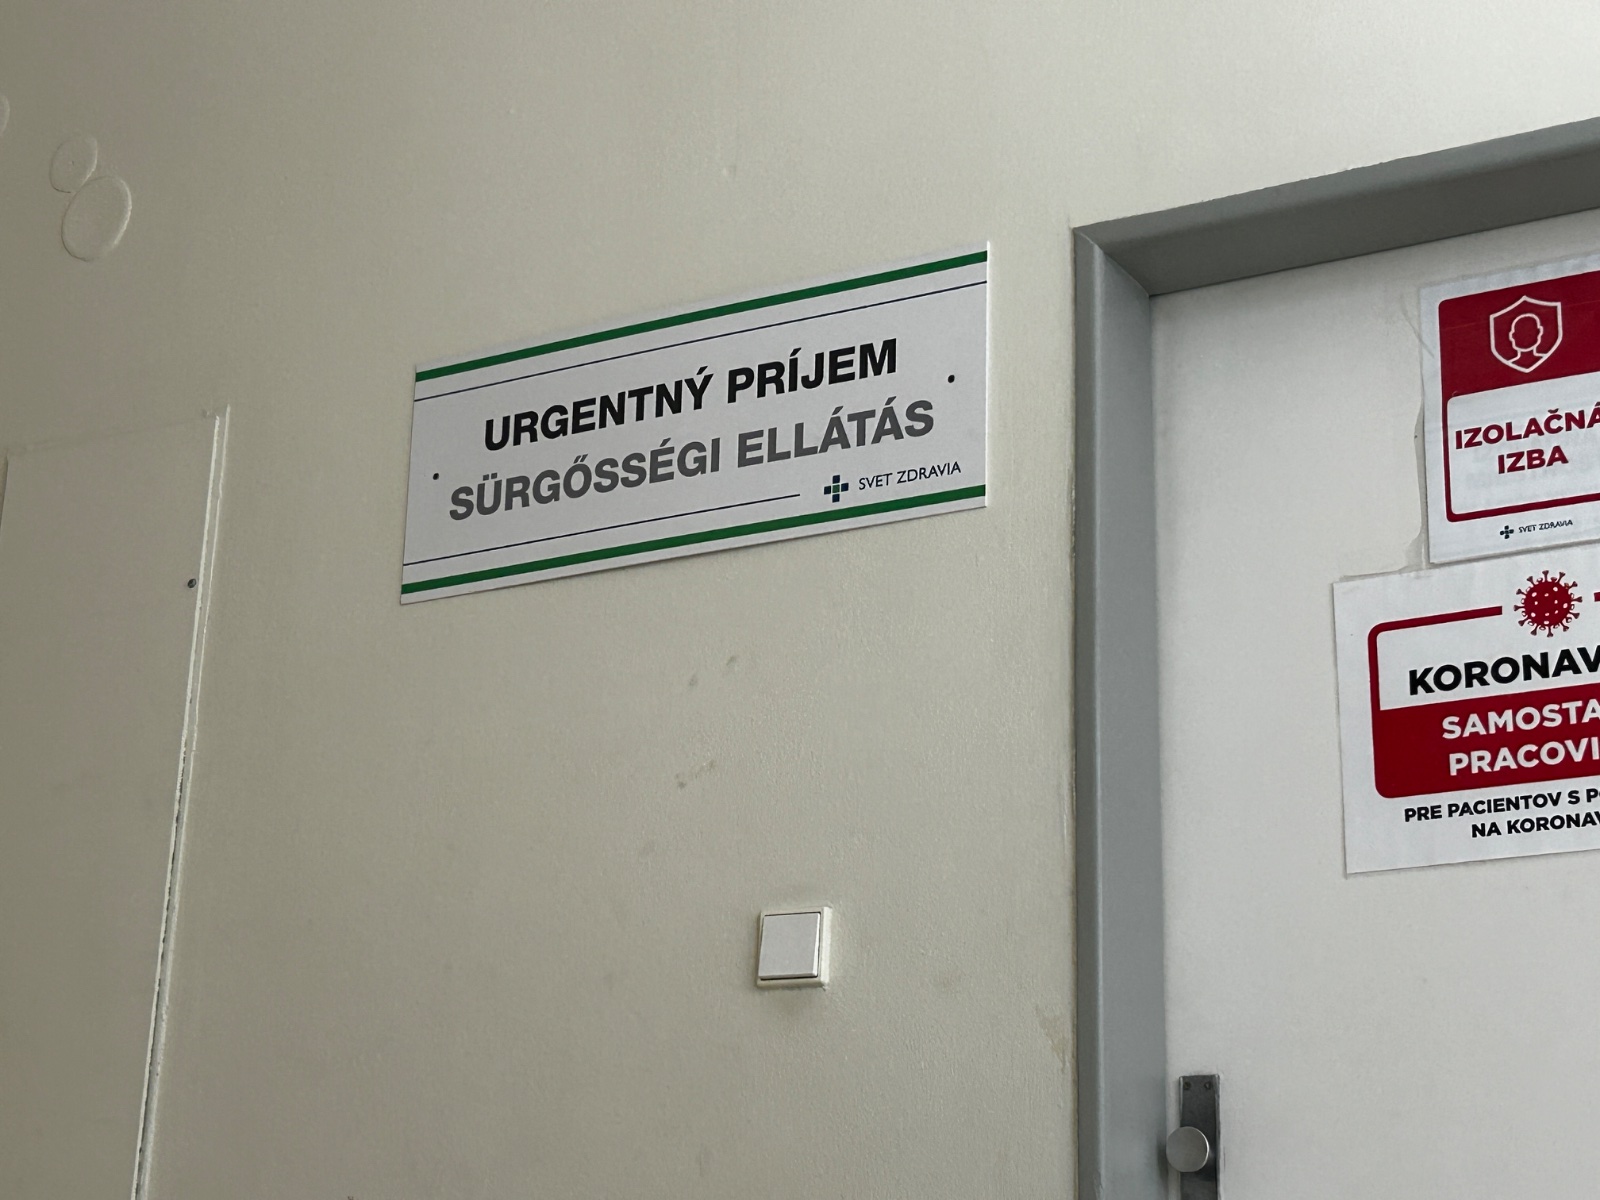 URGENTNÝ PRÍJEM
SÜRGŐSSÉGI ELLÁTÁS
SVET ZDRAVIA
IZOLAČNÁ
IZBA
SVET ZDRAVIA
KORONAV
SAMOSTA
PRACOVI
PRE PACIENTOV S P
NA KORONAV